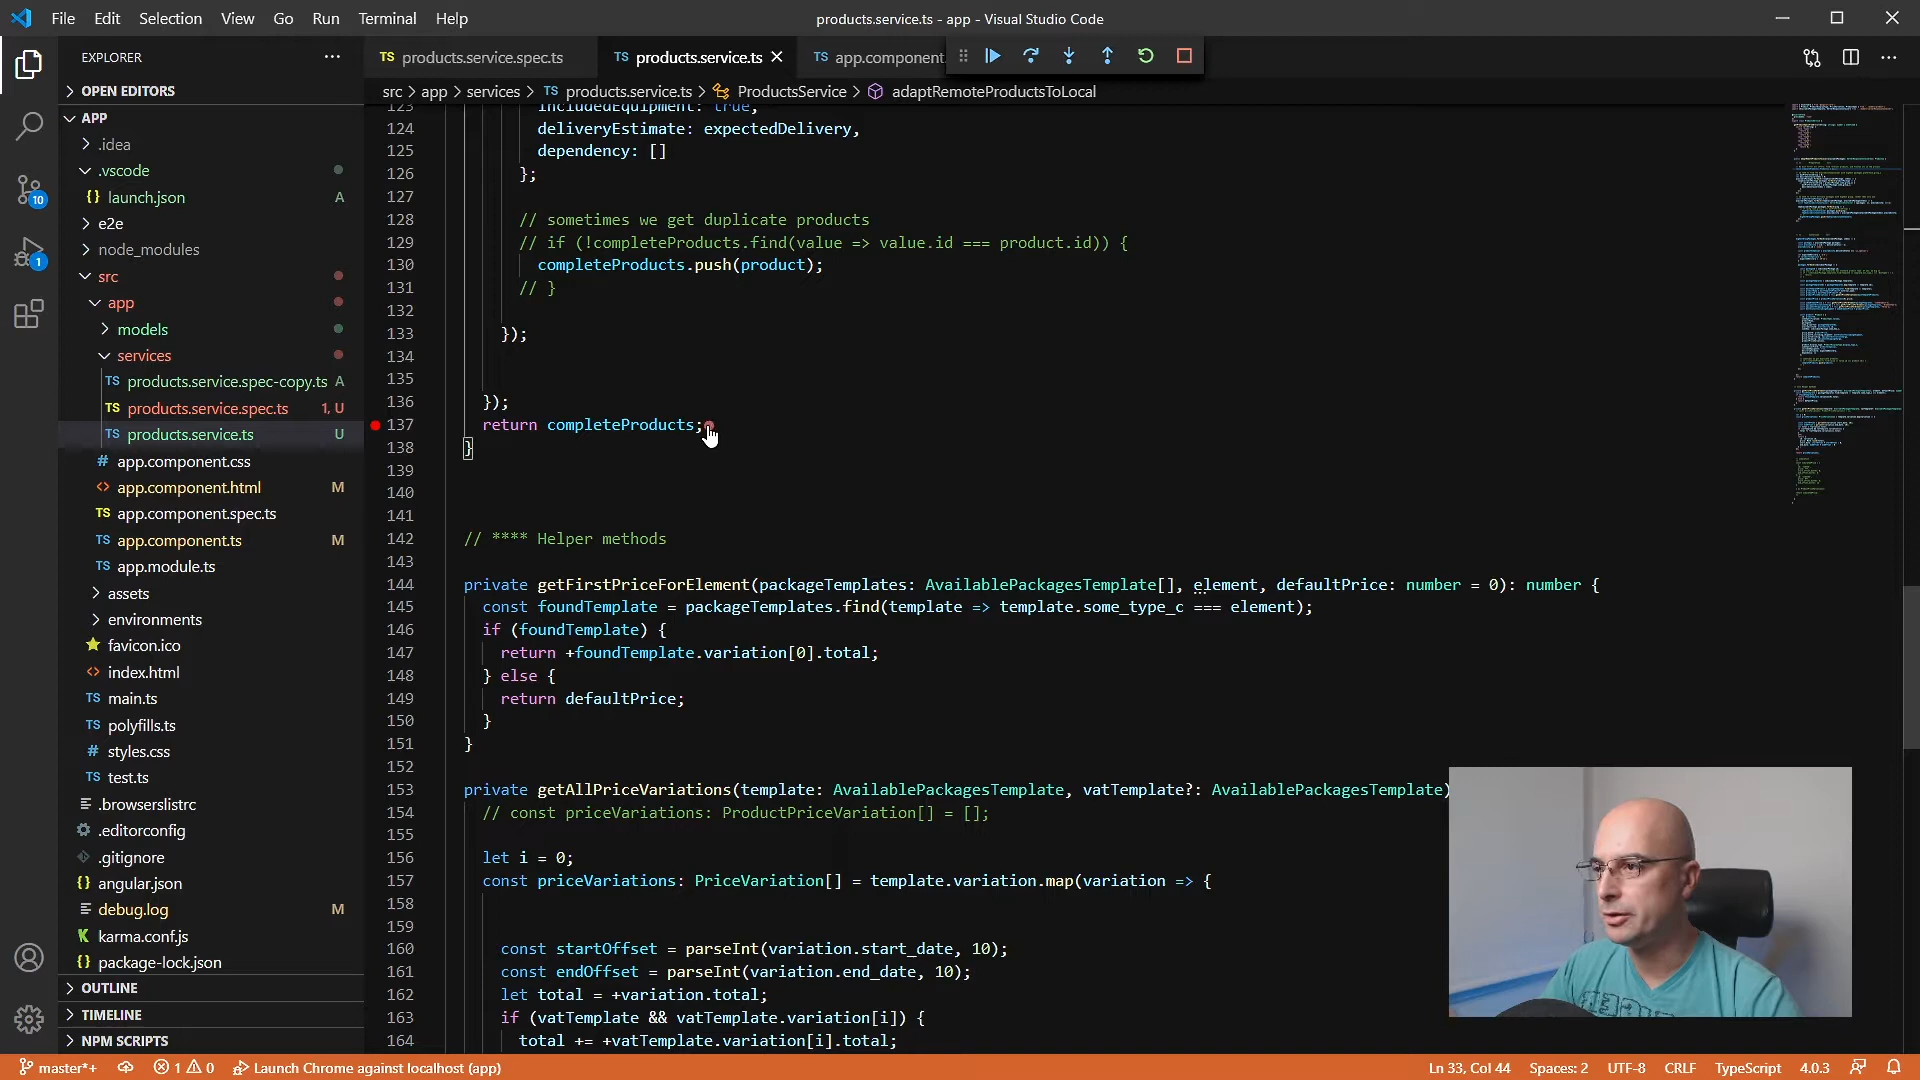 File Edit Selection View Go Run Terminal Help
products.service.ts - app - Visual Studio Code
EXPLORER
TS products.service.spec.ts
TS products.service.ts
TS app.component
OPEN EDITORS
src > app > services > TS products.service.ts > ProductsService > adaptRemoteProductsToLocal
APP
.idea
.vscode
{} launch.json A
e2e
node_modules
src
app
models
services
TS products.service.spec-copy.ts A
TS products.service.spec.ts 1, U
TS products.service.ts U
# app.component.css
<> app.component.html M
TS app.component.spec.ts
TS app.component.ts M
TS app.module.ts
assets
environments
favicon.ico
<> index.html
TS main.ts
TS polyfills.ts
# styles.css
TS test.ts
.browserslistrc
.editorconfig
.gitignore
{} angular.json
debug.log M
K karma.conf.js
{} package-lock.json
OUTLINE
TIMELINE
NPM SCRIPTS
10
1
123 includedEquipment: true,
124 deliveryEstimate: expectedDelivery,
125 dependency: []
126 };
127
128 // sometimes we get duplicate products
129 // if (!completeProducts.find(value => value.id === product.id)) {
130 completeProducts.push(product);
131 // }
132
133 });
134
135
136 });
137 return completeProducts;
138 }
139
140
141
142 // **** Helper methods
143
144 private getFirstPriceForElement(packageTemplates: AvailablePackagesTemplate[], element, defaultPrice: number = 0): number {
145 const foundTemplate = packageTemplates.find(template => template.some_type_c === element);
146 if (foundTemplate) {
147 return +foundTemplate.variation[0].total;
148 } else {
149 return defaultPrice;
150 }
151 }
152
153 private getAllPriceVariations(template: AvailablePackagesTemplate, vatTemplate?: AvailablePackagesTemplate)
154 // const priceVariations: ProductPriceVariation[] = [];
155
156 let i = 0;
157 const priceVariations: PriceVariation[] = template.variation.map(variation => {
158
159
160 const startOffset = parseInt(variation.start_date, 10);
161 const endOffset = parseInt(variation.end_date, 10);
162 let total = +variation.total;
163 if (vatTemplate && vatTemplate.variation[i]) {
164 total += +vatTemplate.variation[i].total;
master*+ 1 0 Launch Chrome against localhost (app)
Ln 33, Col 44 Spaces: 2 UTF-8 CRLF TypeScript 4.0.3